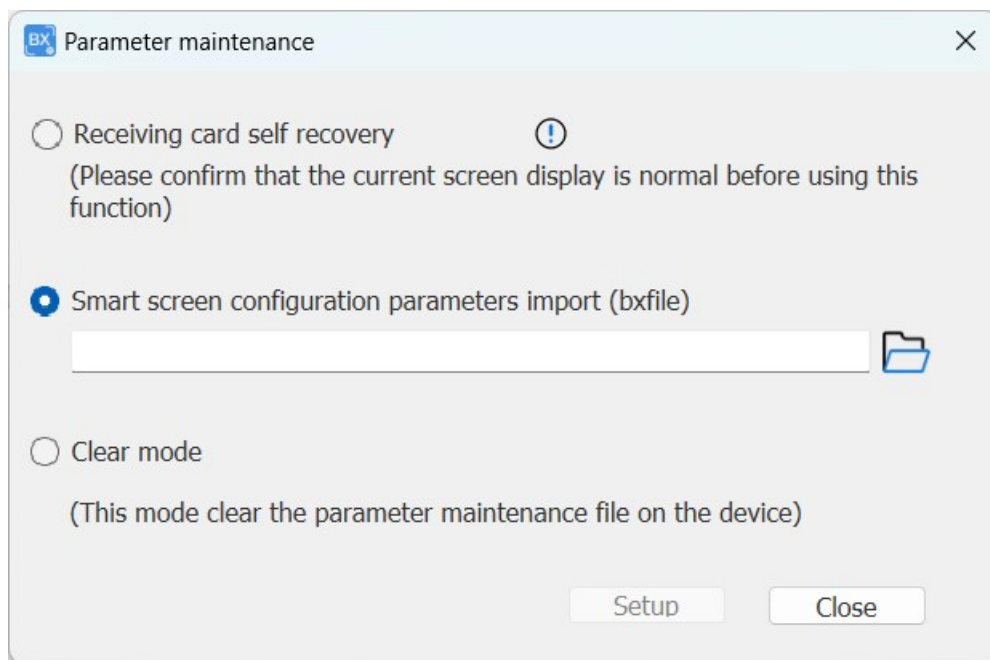 BX Parameter maintenance
Receiving card self recovery
(Please confirm that the current screen display is normal before using this
function)
Smart screen configuration parameters import (bxfile)
Clear mode
(This mode clear the parameter maintenance file on the device)
Setup Close